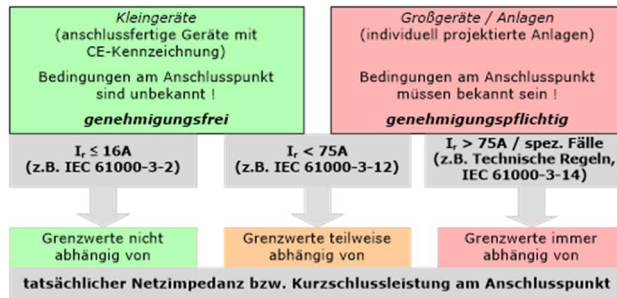 Kleingeräte
(anschlussfertige Geräte mit
CE-Kennzeichnung)
Bedingungen am Anschlusspunkt
sind unbekannt !
genehmigungsfrei
Großgeräte / Anlagen
(individuell projektierte Anlagen)
Bedingungen am Anschlusspunkt
müssen bekannt sein !
genehmigungspflichtig
Ir ≤ 16A
(z.B. IEC 61000-3-2)
Ir < 75A
(z.B. IEC 61000-3-12)
Ir > 75A / spez. Fälle
(z.B. Technische Regeln,
IEC 61000-3-14)
Grenzwerte nicht
abhängig von
Grenzwerte teilweise
abhängig von
Grenzwerte immer
abhängig von
tatsächlicher Netzimpedanz bzw. Kurzschlussleistung am Anschlusspunkt